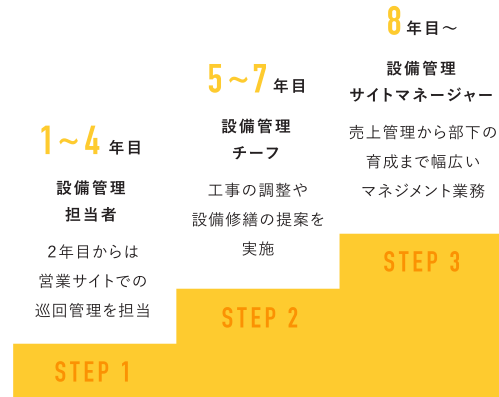 1～4 年目
設備管理
担当者
2年目からは
営業サイトでの
巡回管理を担当
STEP 1
5～7 年目
設備管理
チーフ
工事の調整や
設備修繕の提案を
実施
STEP 2
8 年目～
設備管理
サイトマネージャー
売上管理から部下の
育成まで幅広い
マネジメント業務
STEP 3